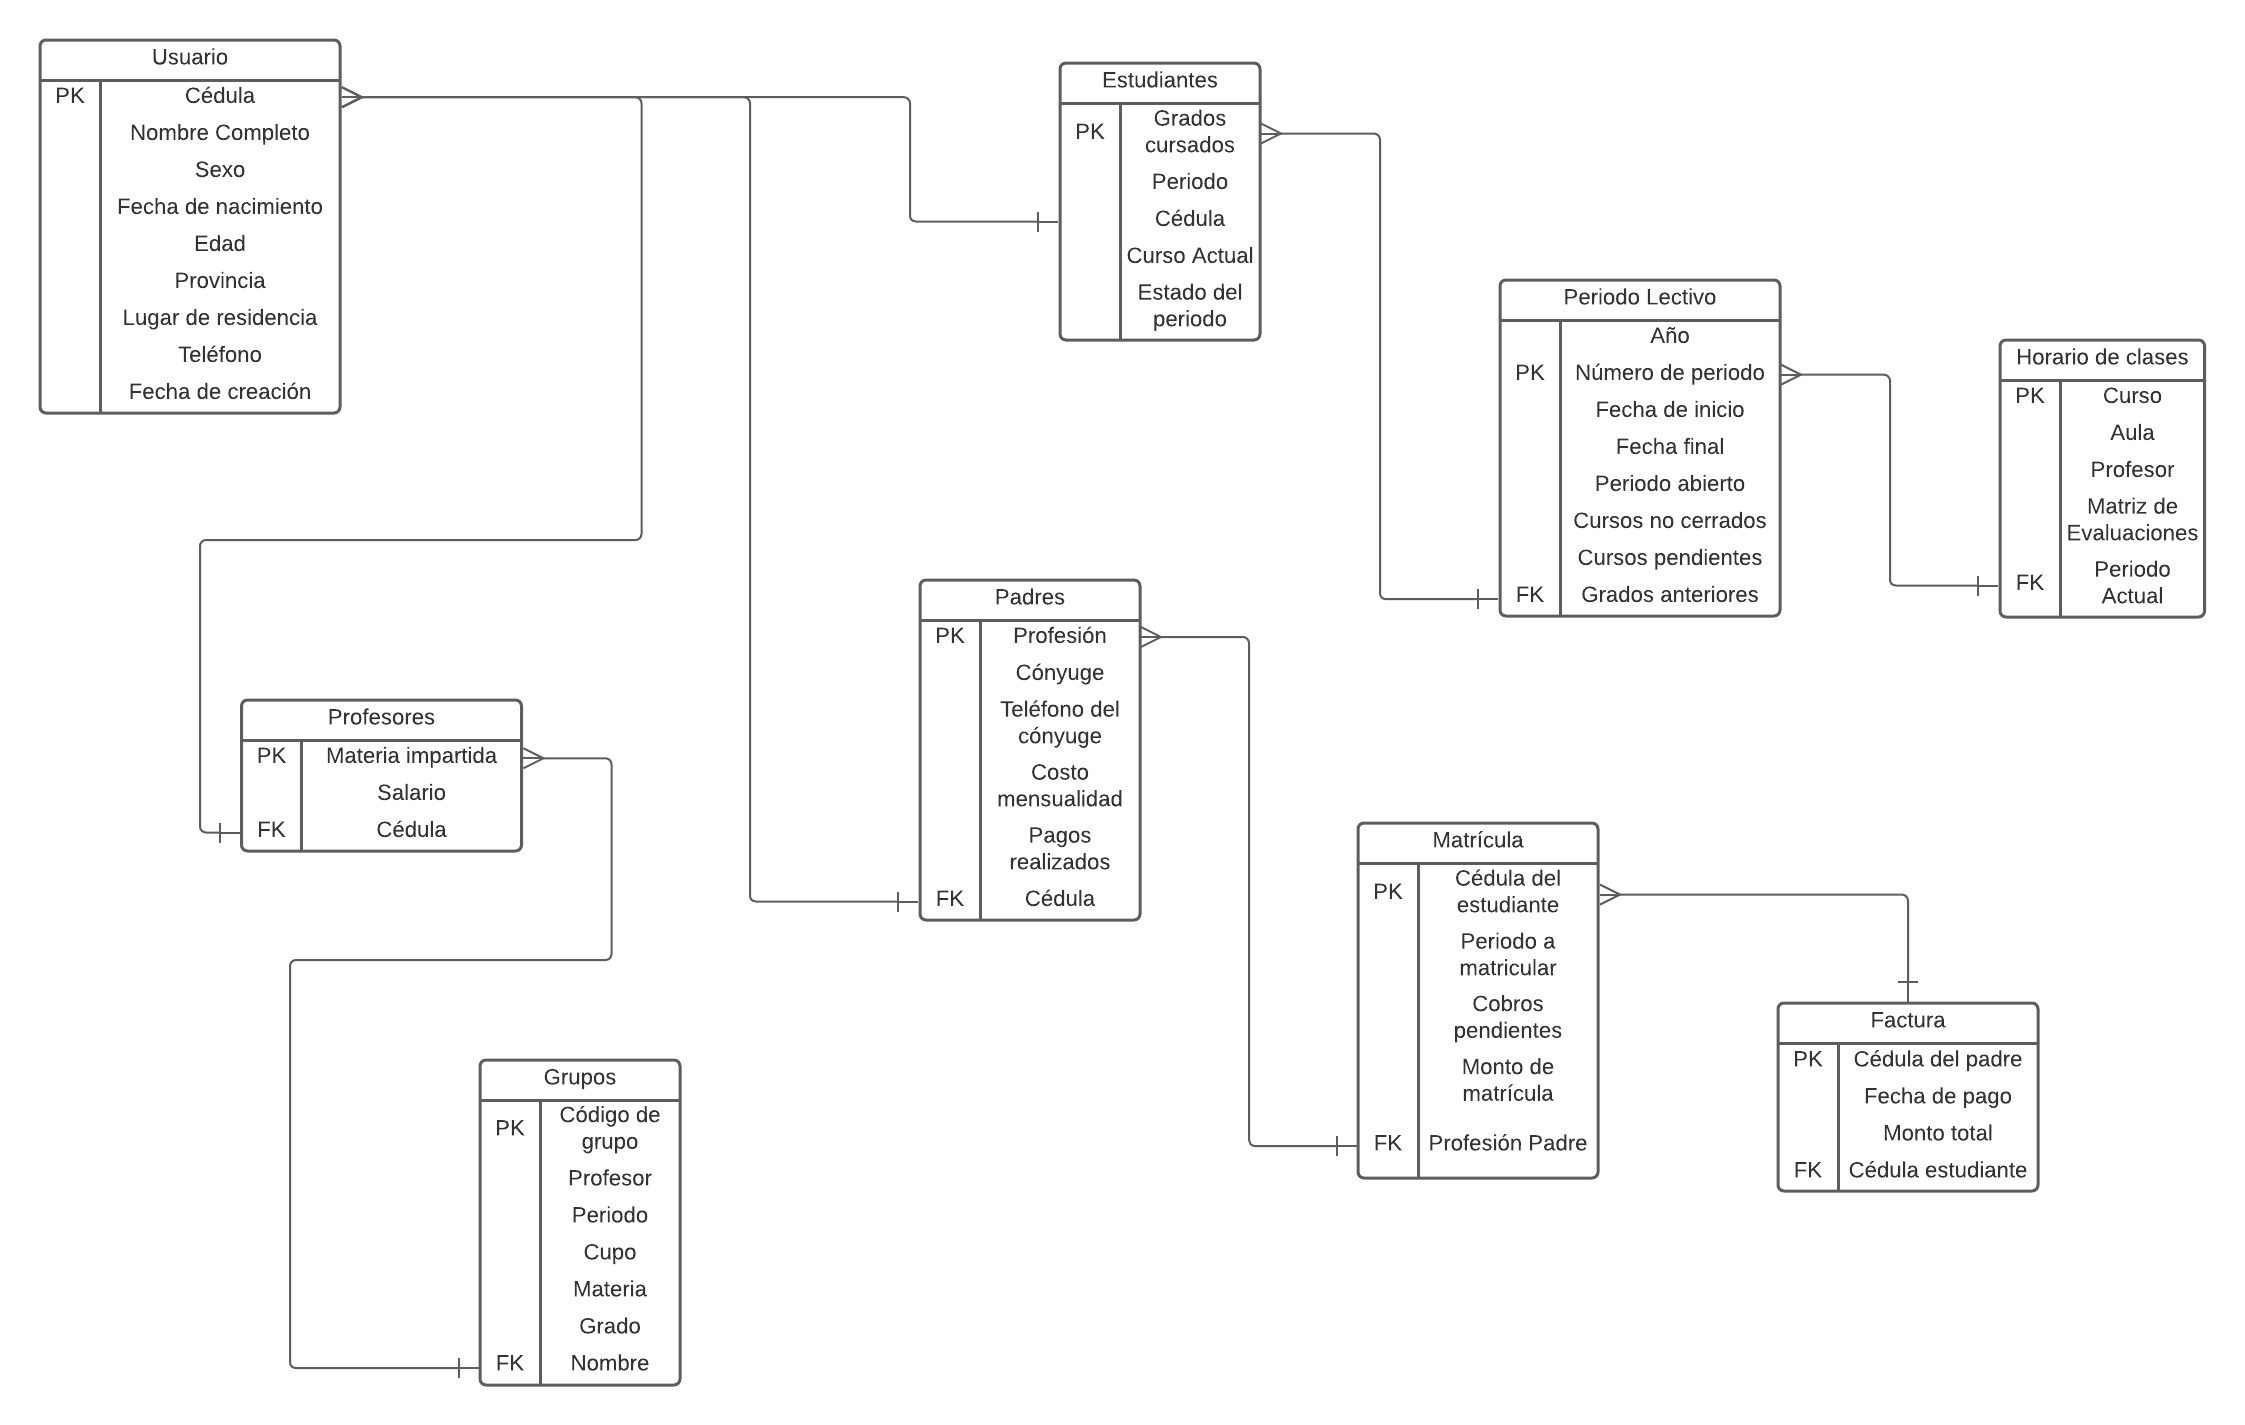 Usuario
PK Cédula
Nombre Completo
Sexo
Fecha de nacimiento
Edad
Provincia
Lugar de residencia
Teléfono
Fecha de creación
Estudiantes
PK Grados
cursados
Periodo
Cédula
Curso Actual
Estado del
periodo
Periodo Lectivo
Año
PK Número de periodo
Fecha de inicio
Fecha final
Periodo abierto
Cursos no cerrados
Cursos pendientes
FK Grados anteriores
Horario de clases
PK Curso
Aula
Profesor
Matriz de
Evaluaciones
FK Periodo
Actual
Padres
PK Profesión
Cónyuge
Teléfono del
cónyuge
Costo
mensualidad
Pagos
realizados
FK Cédula
Profesores
PK Materia impartida
Salario
FK Cédula
Matrícula
PK Cédula del
estudiante
Periodo a
matricular
Cobros
pendientes
Monto de
matrícula
FK Profesión Padre
Factura
PK Cédula del padre
Fecha de pago
Monto total
FK Cédula estudiante
Grupos
PK Código de
grupo
Profesor
Periodo
Cupo
Materia
Grado
FK Nombre